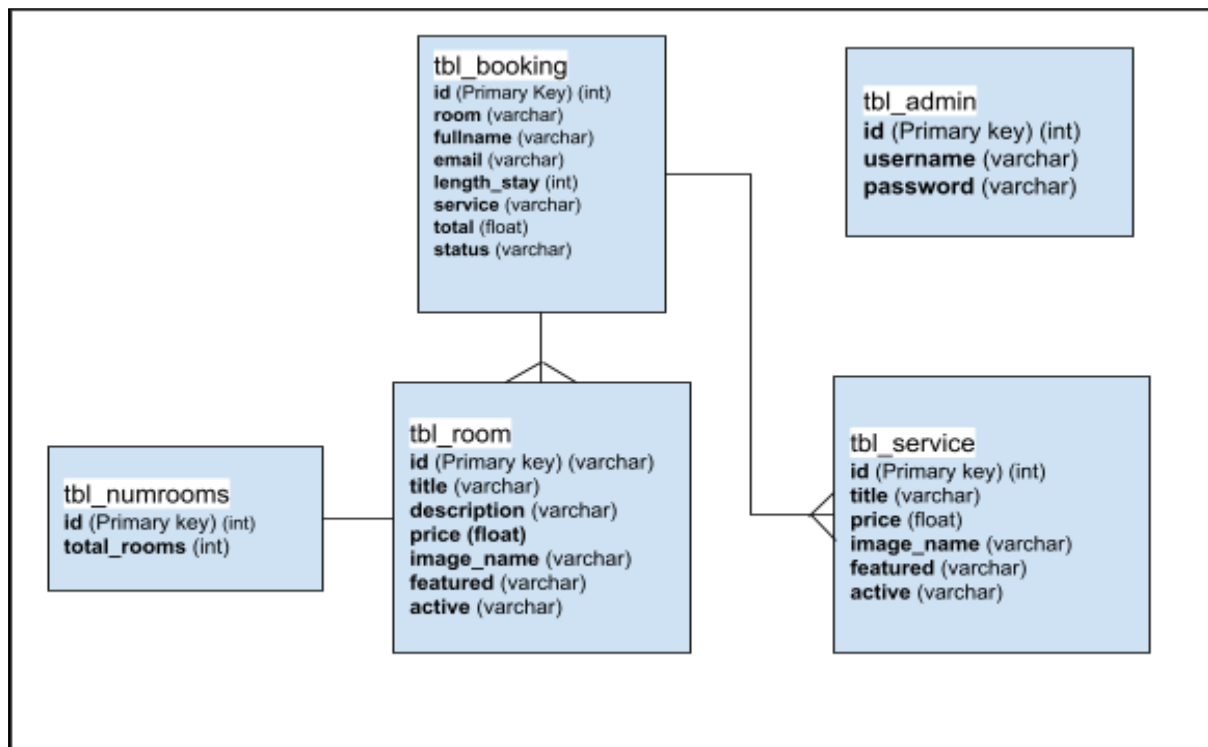 tbl_booking
id (Primary Key) (int)
room (varchar)
fullname (varchar)
email (varchar)
length_stay (int)
service (varchar)
total (float)
status (varchar)
tbl_admin
id (Primary key) (int)
username (varchar)
password (varchar)
tbl_numrooms
id (Primary key) (int)
total_rooms (int)
tbl_room
id (Primary key) (varchar)
title (varchar)
description (varchar)
price (float)
image_name (varchar)
featured (varchar)
active (varchar)
tbl_service
id (Primary key) (int)
title (varchar)
price (float)
image_name (varchar)
featured (varchar)
active (varchar)